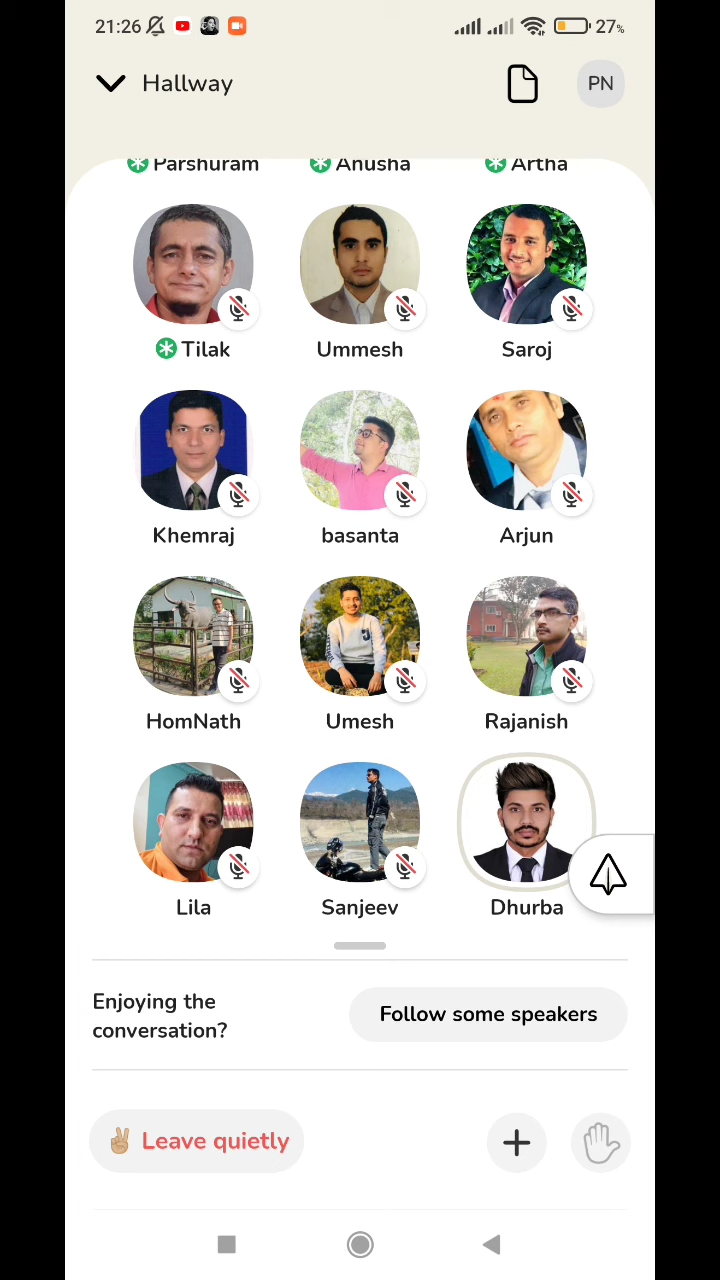 21:26 27%
Hallway PN
Parshuram Anusha Artha
Tilak Ummesh Saroj
Khemraj basanta Arjun
HomNath Umesh Rajanish
Lila Sanjeev Dhurba
Enjoying the
conversation?
Follow some speakers
Leave quietly